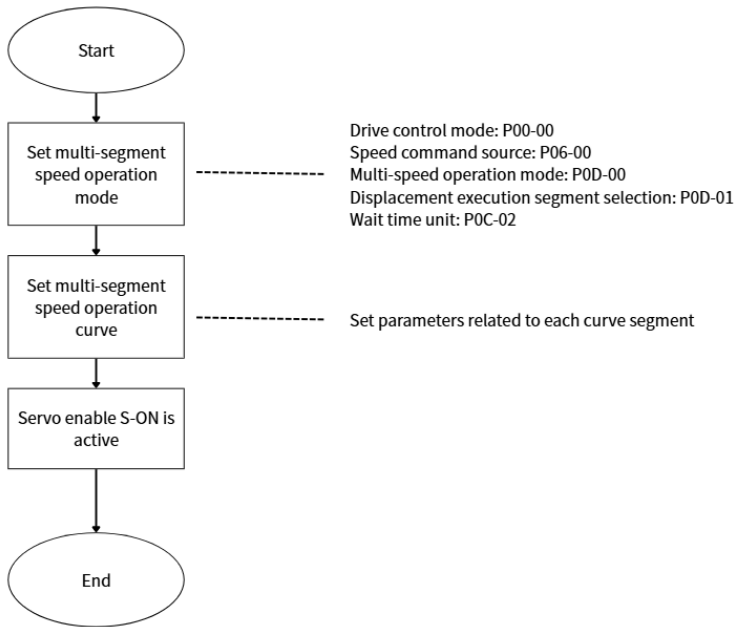 Start
Set multi-segment
speed operation
mode
Drive control mode: P00-00
Speed command source: P06-00
Multi-speed operation mode: P0D-00
Displacement execution segment selection: P0D-01
Wait time unit: P0C-02
Set multi-segment
speed operation
curve
Set parameters related to each curve segment
Servo enable S-ON is
active
End